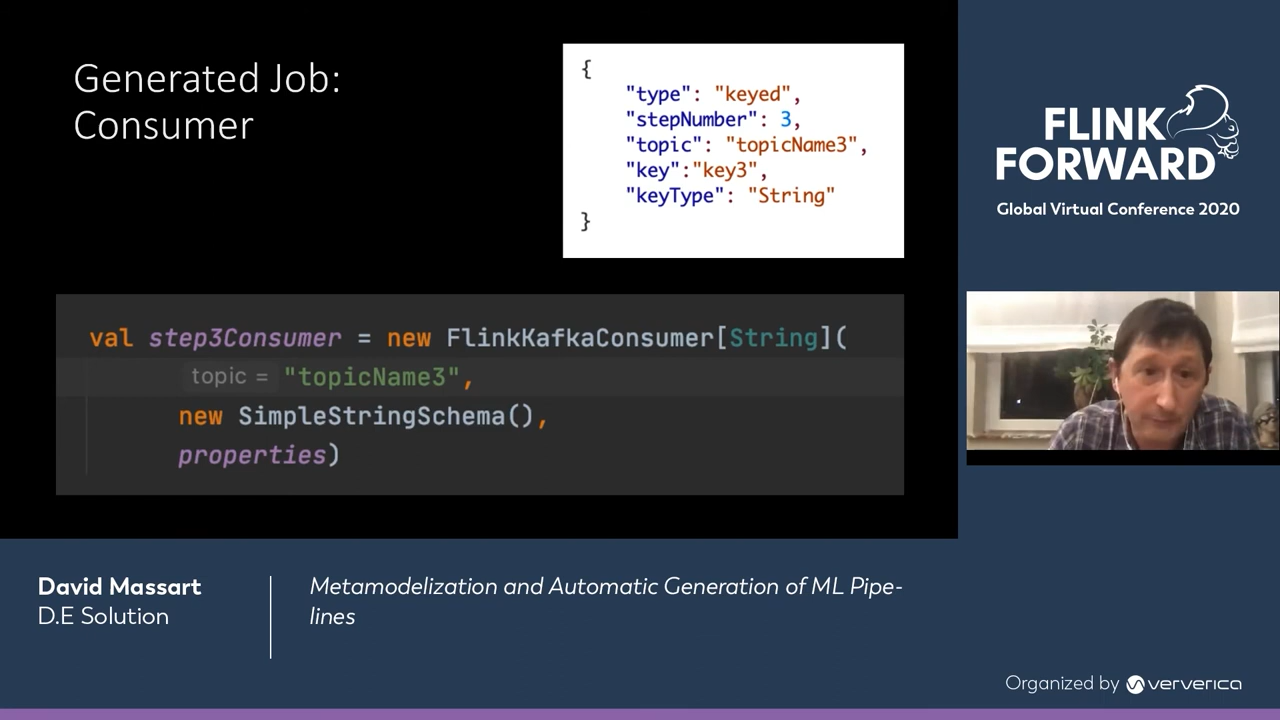 Generated Job:
Consumer
{
"type": "keyed",
"stepNumber": 3,
"topic": "topicName3",
"key":"key3",
"keyType": "String"
}
val step3Consumer = new FlinkKafkaConsumer[String](
topic = "topicName3",
new SimpleStringSchema(),
properties)
FLINK
FORWARD
Global Virtual Conference 2020
David Massart
D.E Solution
Metamodelization and Automatic Generation of ML Pipe-
lines
Organized by ververica